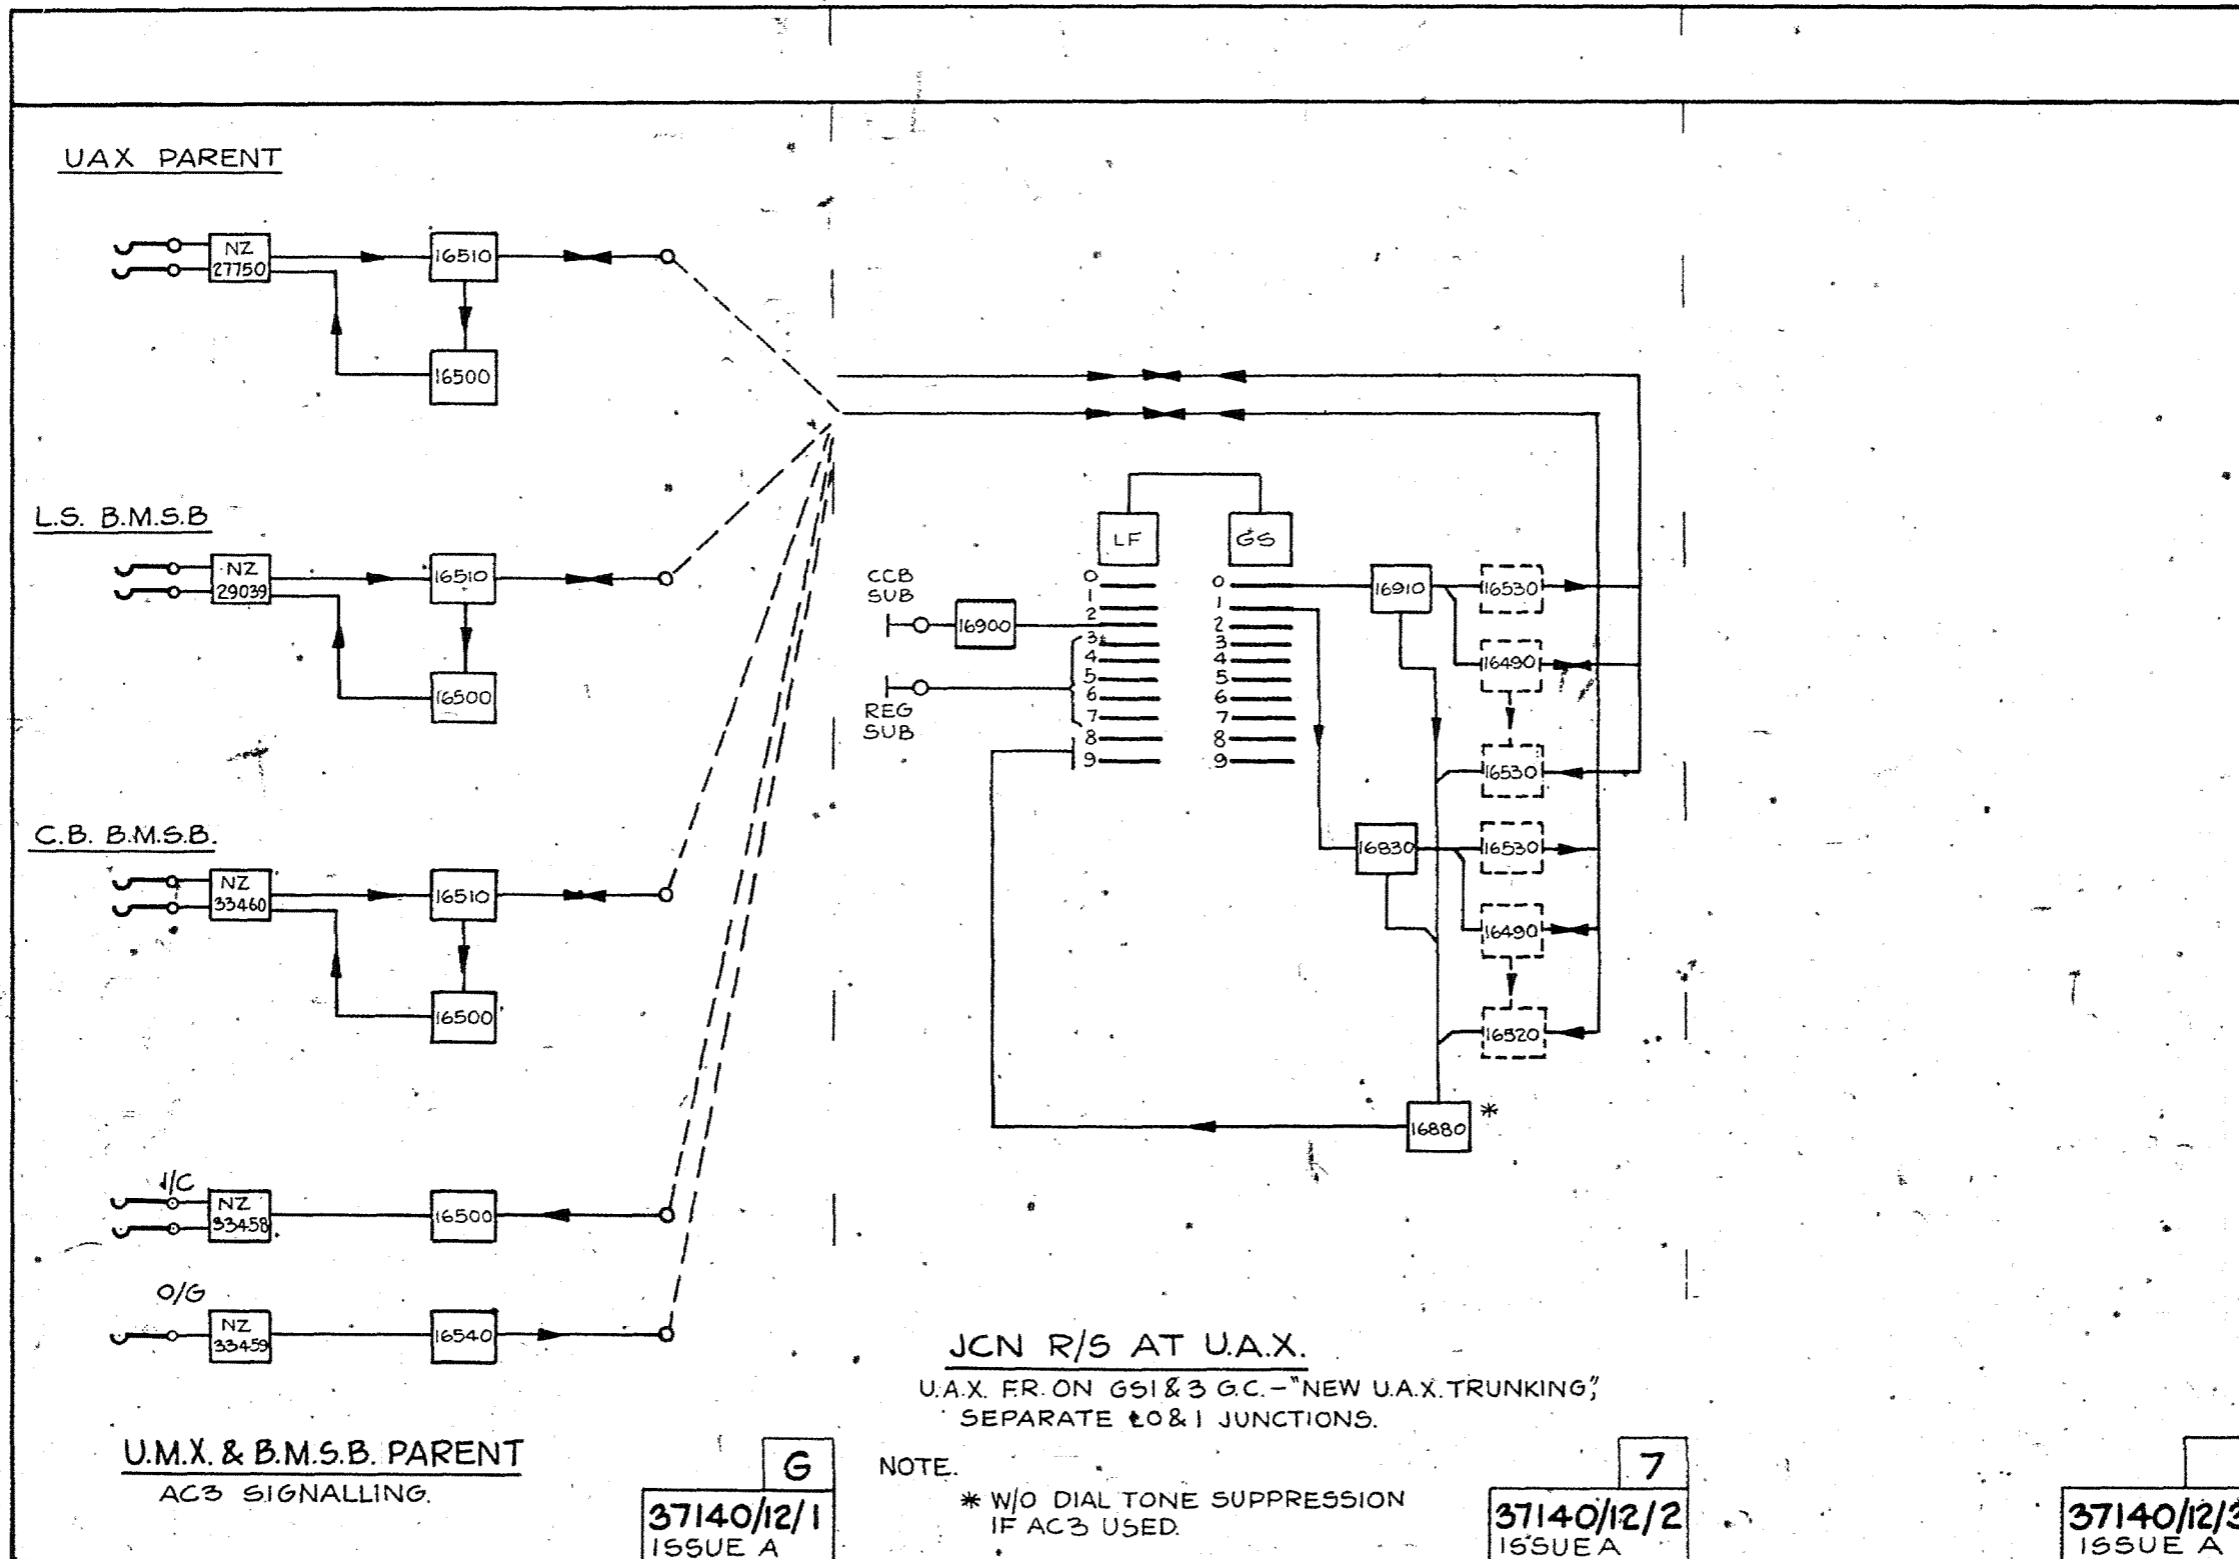 UAX PARENT
NZ
27750
16510
16500
L.S. B.M.S.B
NZ
29039
16510
16500
C.B. B.M.S.B.
NZ
33460
16510
16500
I/C
NZ
33458
16500
O/G
NZ
33459
16540
U.M.X. & B.M.S.B. PARENT
AC3 SIGNALLING.
G
37140/12/1
ISSUE A
LF
GS
CCB
SUB
16900
REG
SUB
0
1
2
3
4
5
6
7
8
9
0
1
2
3
4
5
6
7
8
9
16910
16530
16490
16530
16830
16530
16490
16520
16880
*
JCN R/S AT U.A.X.
U.A.X. F.R. ON GS1 & 3 G.C. - "NEW U.A.X. TRUNKING",
SEPARATE L0 & 1 JUNCTIONS.
NOTE.
* W/O DIAL TONE SUPPRESSION
IF AC3 USED.
7
37140/12/2
ISSUE A
37140/12/3
ISSUE A